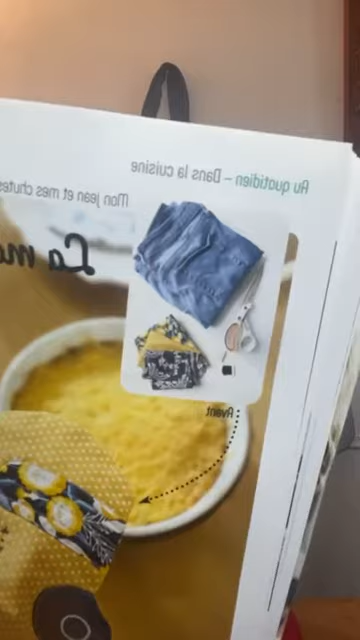 Au quotidien – Dans la cuisine
Mon jean et mes chutes
La
Avant